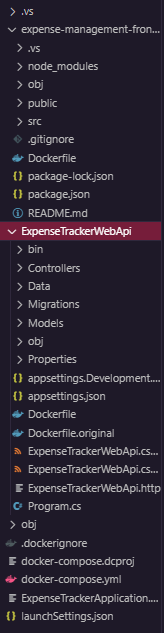 .vs
expense-management-fron...
.vs
node_modules
obj
public
src
.gitignore
Dockerfile
package-lock.json
package.json
README.md
ExpenseTrackerWebApi
bin
Controllers
Data
Migrations
Models
obj
Properties
appsettings.Development....
appsettings.json
Dockerfile
Dockerfile.original
ExpenseTrackerWebApi.cs...
ExpenseTrackerWebApi.cs...
ExpenseTrackerWebApi.http
Program.cs
obj
.dockerignore
docker-compose.dcproj
docker-compose.yml
ExpenseTrackerApplication....
launchSettings.json